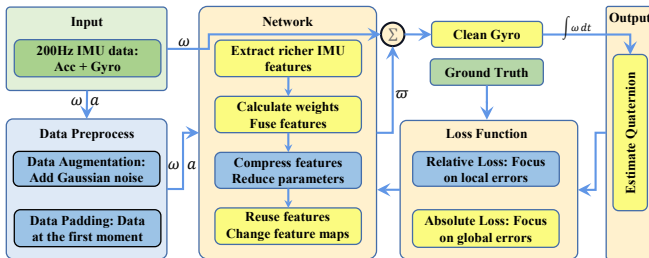 Input
200Hz IMU data:
Acc + Gyro
ω
ω a
Data Preprocess
Data Augmentation:
Add Gaussian noise
Data Padding: Data
at the first moment
ω
a
Network
Extract richer IMU
features
Calculate weights
Fuse features
Compress features
Reduce parameters
Reuse features
Change feature maps
Σ
ϖ
Clean Gyro
∫ω dt
Ground Truth
Loss Function
Relative Loss: Focus
on local errors
Absolute Loss: Focus
on global errors
Output
Estimate Quaternion